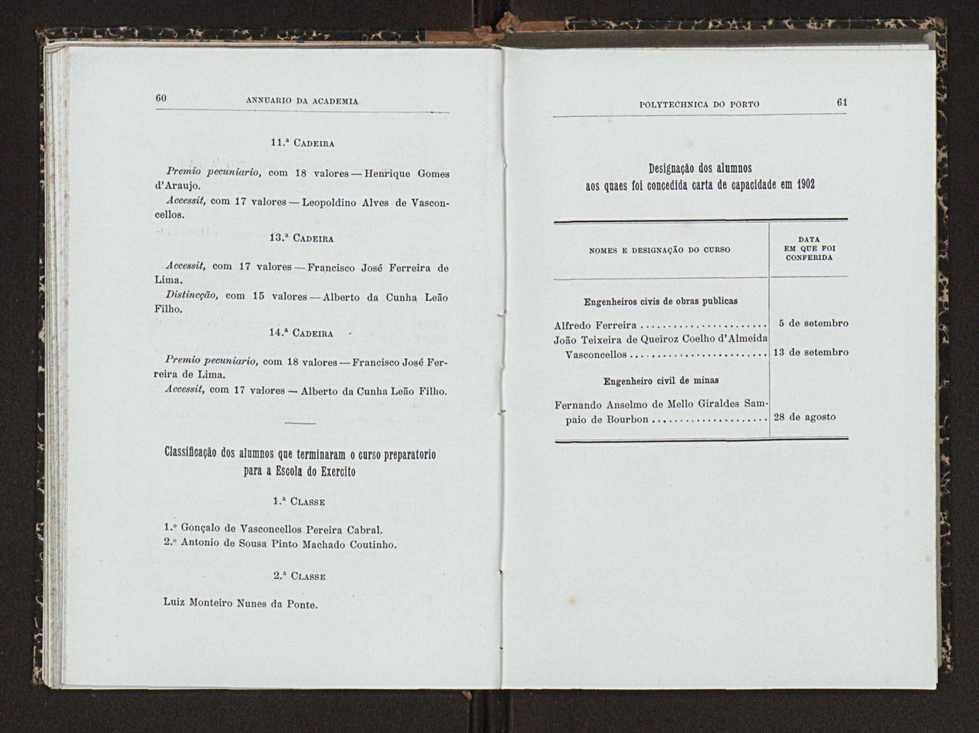 60
ANNUARIO DA ACADEMIA
11.ª CADEIRA
Premio pecuniario, com 18 valores — Henrique Gomes
d'Araujo.
Accessit, com 17 valores — Leopoldino Alves de Vascon-
cellos.
13.ª CADEIRA
Accessit, com 17 valores — Francisco José Ferreira de
Lima.
Distincção, com 15 valores — Alberto da Cunha Leão
Filho.
14.ª CADEIRA
Premio pecuniario, com 18 valores — Francisco José Fer-
reira de Lima.
Accessit, com 17 valores — Alberto da Cunha Leão Filho.
Classificação dos alumnos que terminaram o curso preparatorio
para a Escola do Exercito
1.ª CLASSE
1.º Gonçalo de Vasconcellos Pereira Cabral.
2.º Antonio de Sousa Pinto Machado Coutinho.
2.ª CLASSE
Luiz Monteiro Nunes da Ponte.
POLYTECHNICA DO PORTO
61
Designação dos alumnos
aos quaes foi concedida carta de capacidade em 1902
NOMES E DESIGNAÇÃO DO CURSO
DATA
EM QUE FOI
CONFERIDA
Engenheiros civis de obras publicas
Alfredo Ferreira ...................... 5 de setembro
João Teixeira de Queiroz Coelho d'Almeida
Vasconcellos ........................ 13 de setembro
Engenheiro civil de minas
Fernando Anselmo de Mello Giraldes Sam-
paio de Bourbon .................... 28 de agosto